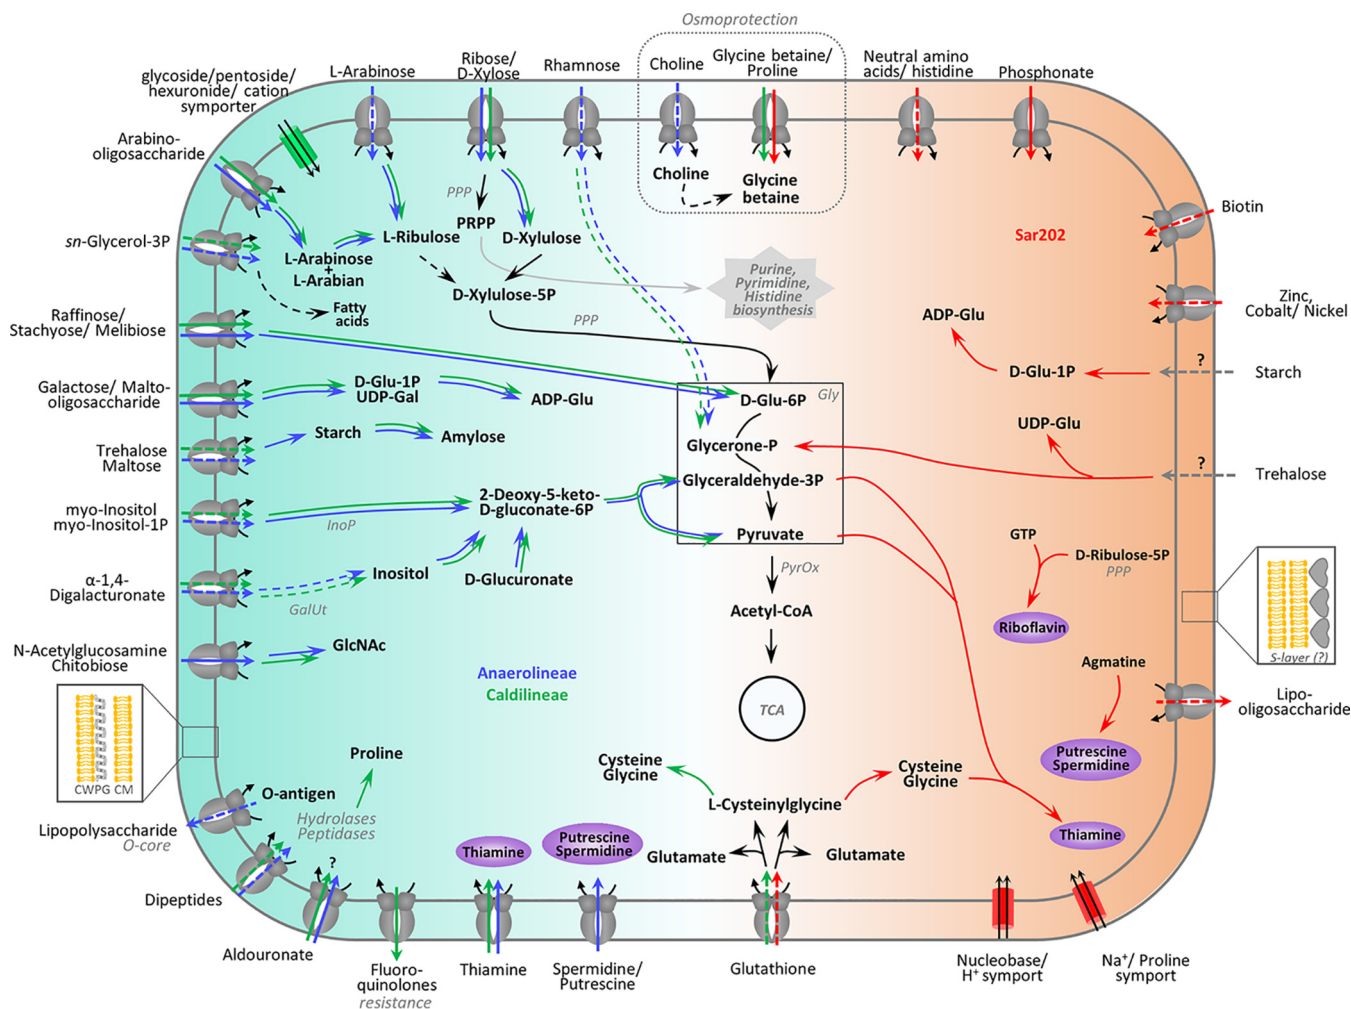 Osmoprotection
glycoside/pentoside/
hexuronide/ cation
symporter
L-Arabinose
Ribose/
D-Xylose
Rhamnose
Choline
Glycine betaine/
Proline
Neutral amino
acids/ histidine
Phosphonate
Arabino-
oligosaccharide
sn-Glycerol-3P
Raffinose/
Stachyose/ Melibiose
Galactose/ Malto-
oligosaccharide
Trehalose
Maltose
myo-Inositol
myo-Inositol-1P
α-1,4-
Digalacturonate
N-Acetylglucosamine
Chitobiose
CWPG CM
Lipopolysaccharide
O-core
Dipeptides
Aldouronate
Fluoro-
quinolones
resistance
Thiamine
Spermidine/
Putrescine
Glutathione
Nucleobase/
H⁺ symport
Na⁺/ Proline
symport
Biotin
Zinc,
Cobalt/ Nickel
?
Starch
?
Trehalose
S-layer (?)
Lipo-
oligosaccharide
Choline
Glycine
betaine
PPP
PRPP
L-Ribulose
D-Xylulose
L-Arabinose
+
L-Arabian
Fatty
acids
D-Xylulose-5P
PPP
Purine,
Pyrimidine,
Histidine
biosynthesis
Sar202
ADP-Glu
D-Glu-1P
UDP-Glu
D-Glu-1P
UDP-Gal
ADP-Glu
Starch
Amylose
D-Glu-6P
Gly
Glycerone-P
Glyceraldehyde-3P
Pyruvate
2-Deoxy-5-keto-
D-gluconate-6P
InoP
Inositol
D-Glucuronate
GalUt
GlcNAc
PyrOx
Acetyl-CoA
TCA
Anaerolineae
Caldilineae
GTP
D-Ribulose-5P
PPP
Riboflavin
Agmatine
Putrescine
Spermidine
Thiamine
Proline
O-antigen
Hydrolases
Peptidases
?
Thiamine
Putrescine
Spermidine
Cysteine
Glycine
Cysteine
Glycine
L-Cysteinylglycine
Glutamate
Glutamate